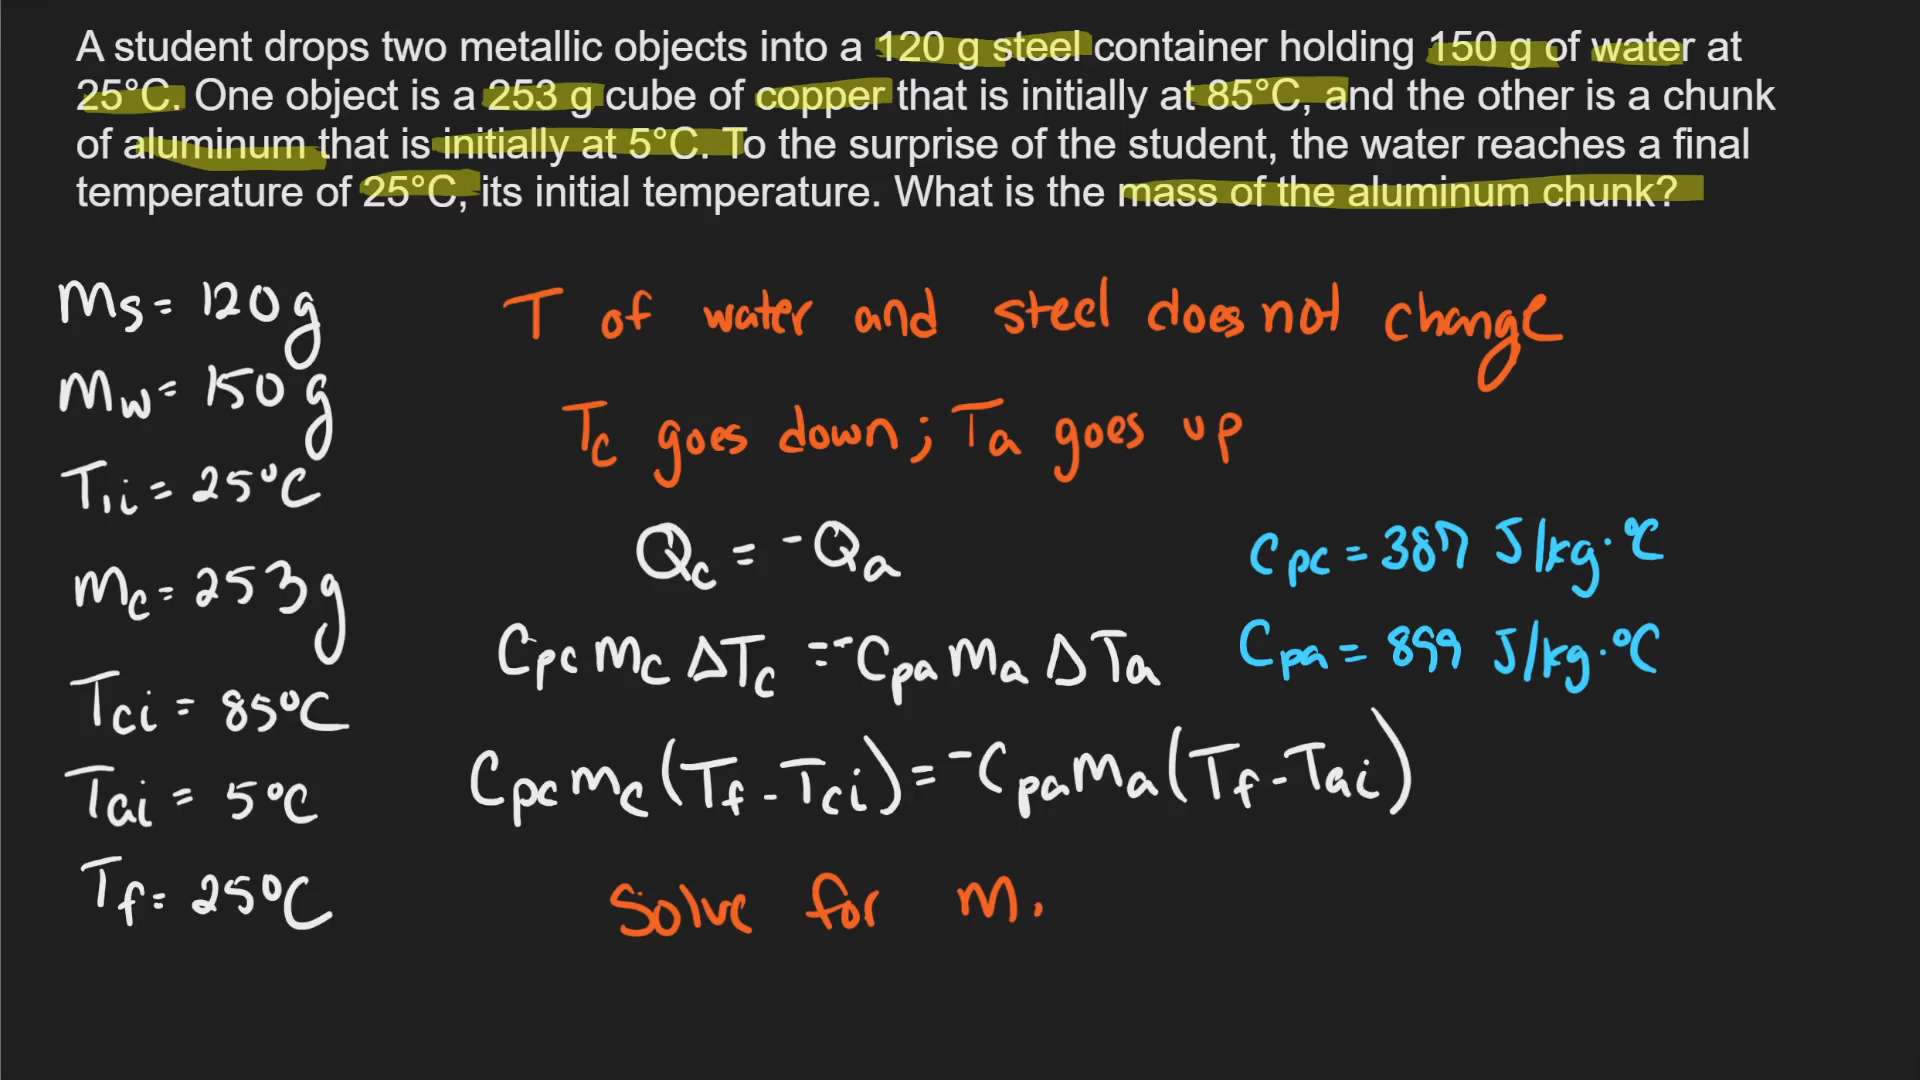 A student drops two metallic objects into a 120 g steel container holding 150 g of water at
25°C. One object is a 253 g cube of copper that is initially at 85°C, and the other is a chunk
of aluminum that is initially at 5°C. To the surprise of the student, the water reaches a final
temperature of 25°C, its initial temperature. What is the mass of the aluminum chunk?
ms = 120g
mw = 150g
T1i = 25°C
mc = 253g
Tci = 85°C
Tai = 5°C
Tf = 25°C
T of water and steel does not change
Tc goes down; Ta goes up
Qc = -Qa
Cpc mc ΔTc = -Cpa ma ΔTa
Cpc mc (Tf - Tci) = -Cpa ma (Tf - Tai)
Solve for m.
Cpc = 387 J/kg·°C
Cpa = 899 J/kg·°C